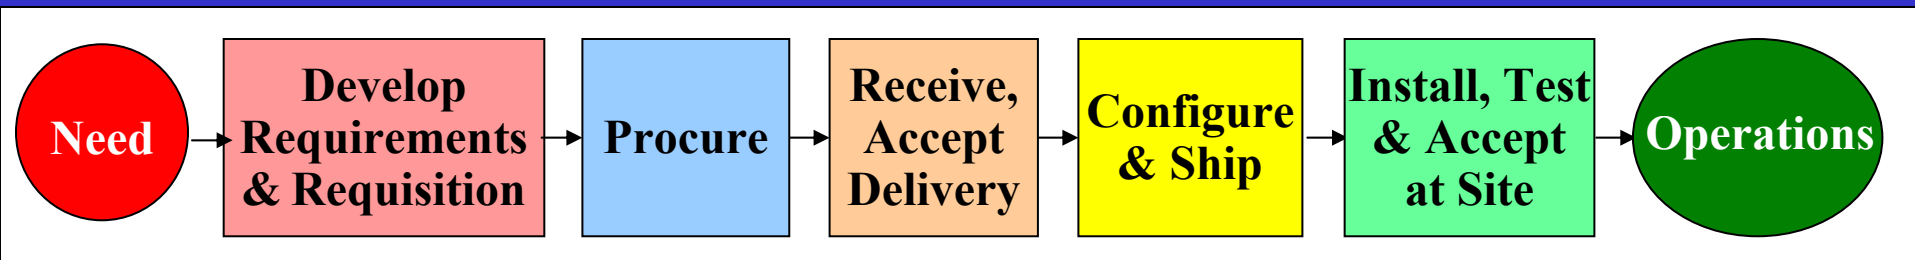 Need
Develop
Requirements
& Requisition
Procure
Receive,
Accept
Delivery
Configure
& Ship
Install, Test
& Accept
at Site
Operations